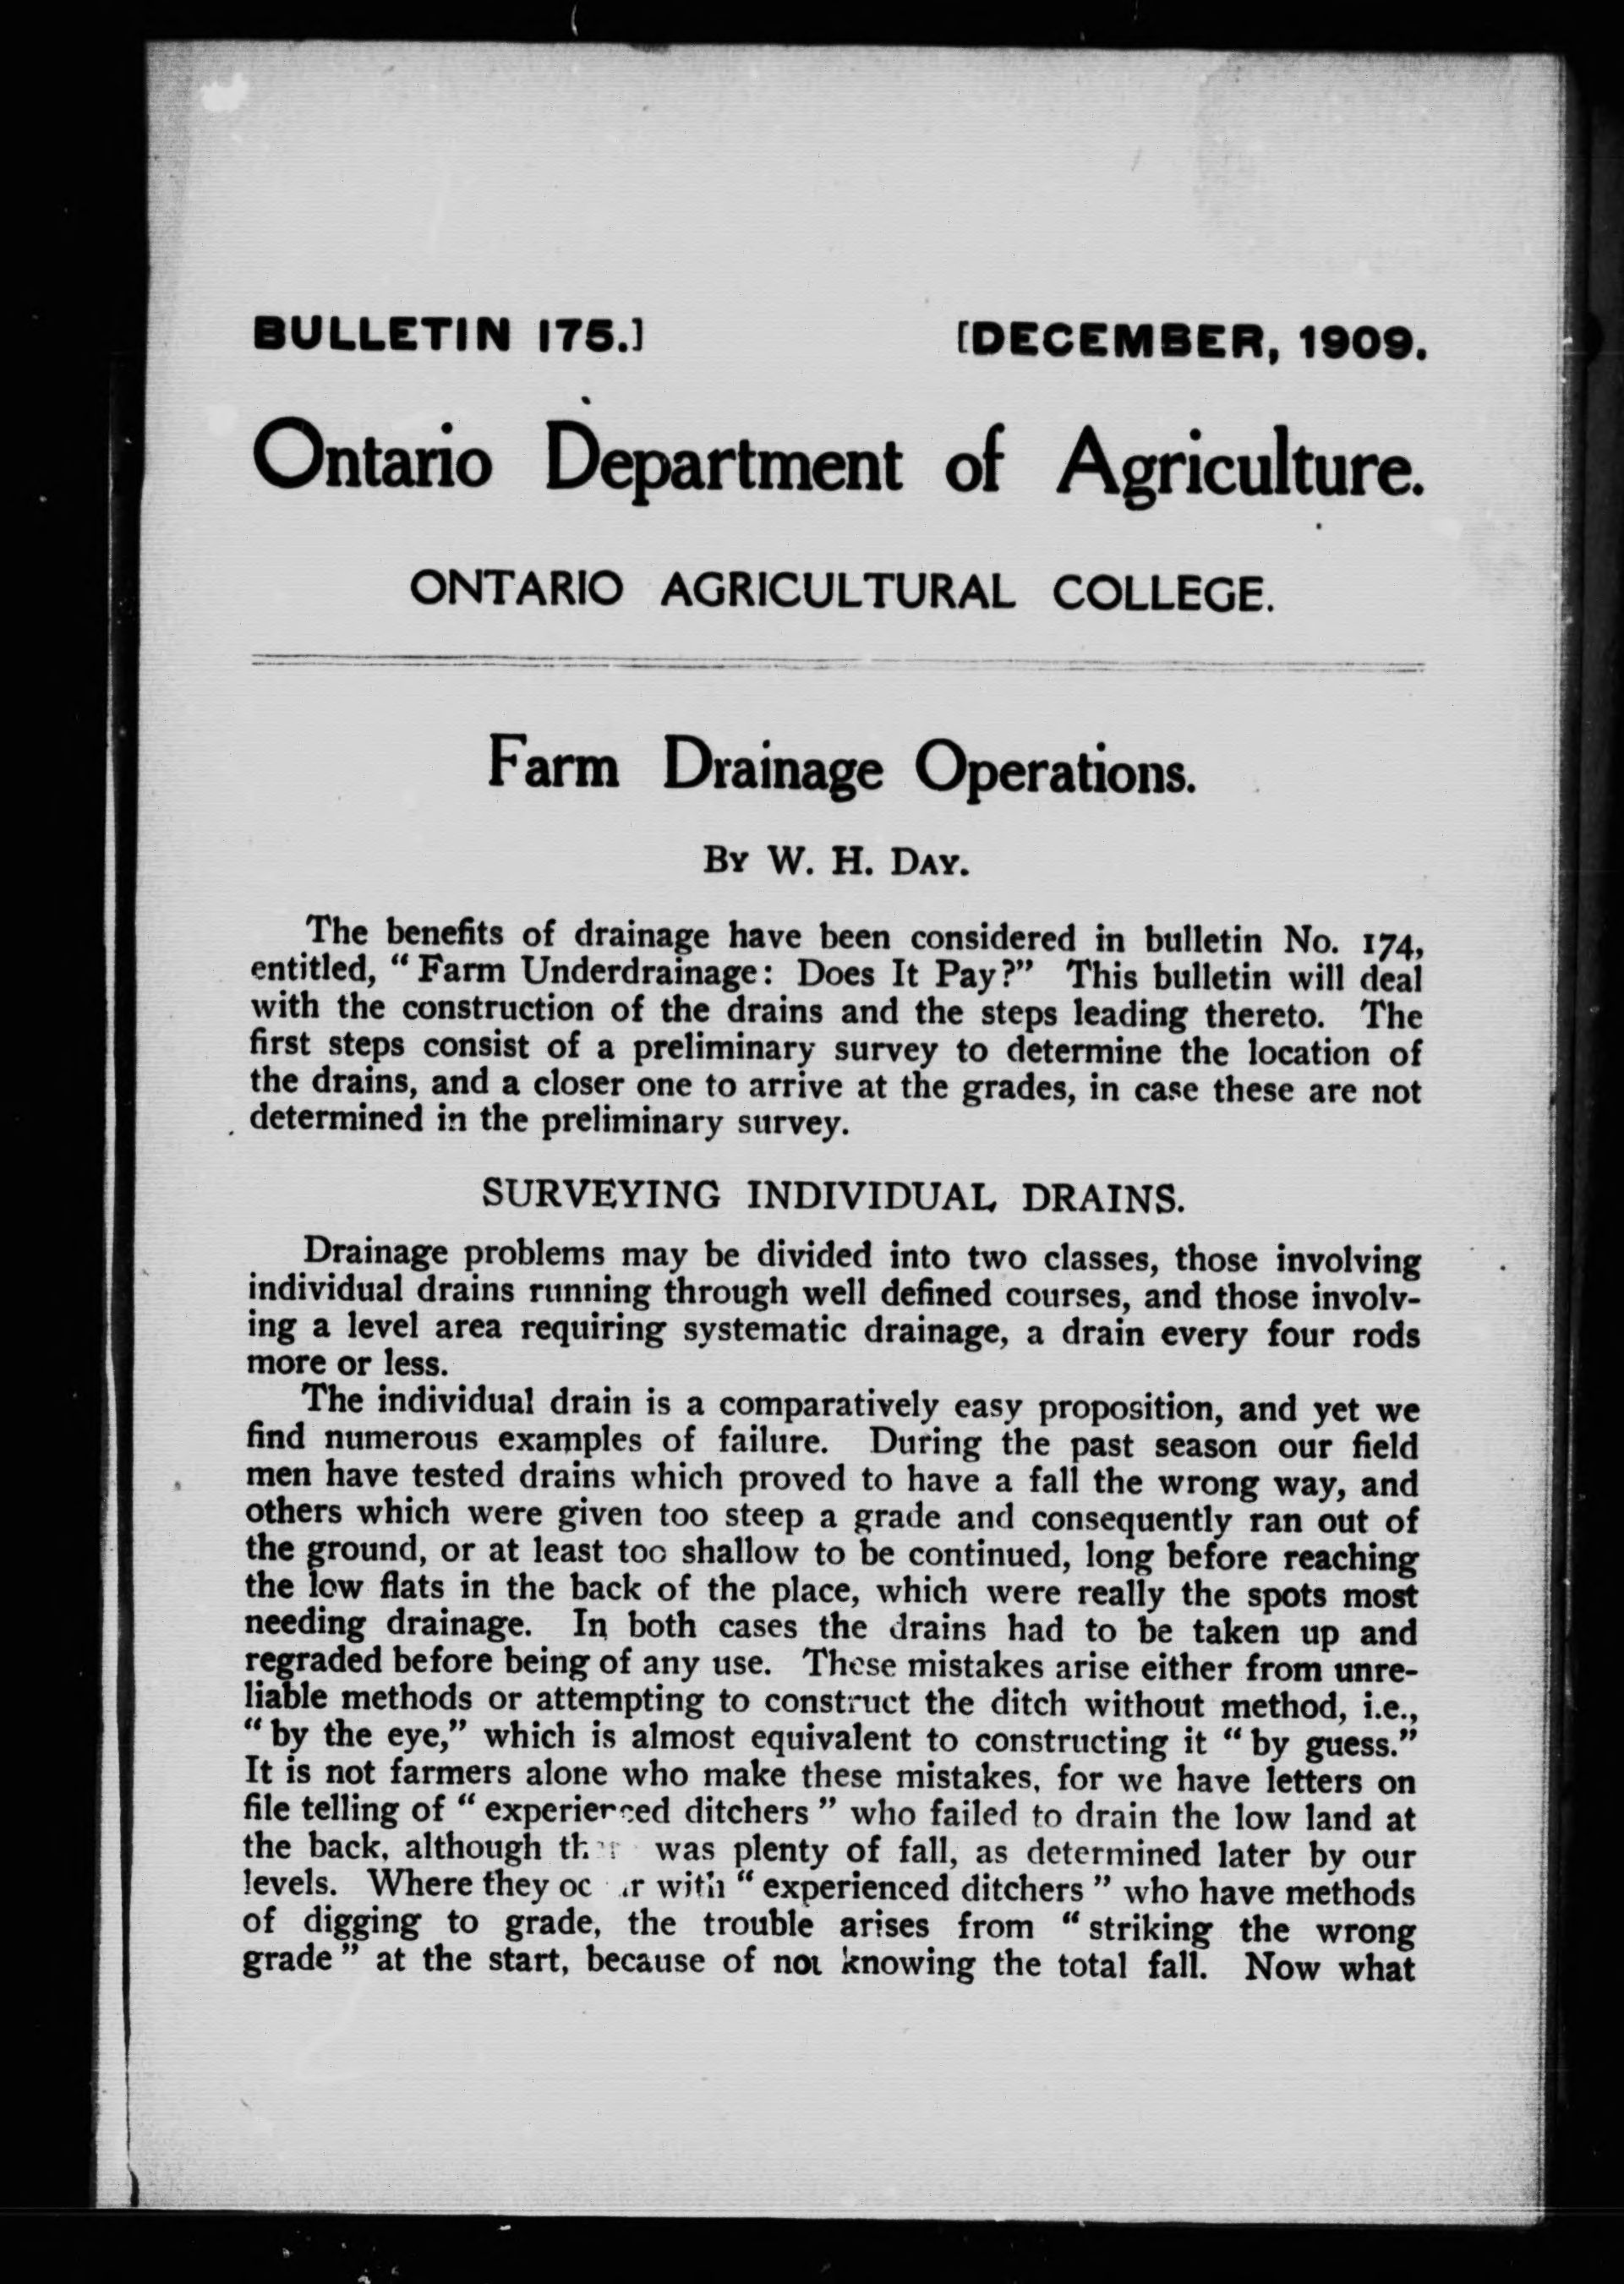 BULLETIN 175.] [DECEMBER, 1909.
Ontario Department of Agriculture.
ONTARIO AGRICULTURAL COLLEGE.
Farm Drainage Operations.
BY W. H. DAY.
The benefits of drainage have been considered in bulletin No. 174,
entitled, “Farm Underdrainage: Does It Pay?” This bulletin will deal
with the construction of the drains and the steps leading thereto. The
first steps consist of a preliminary survey to determine the location of
the drains, and a closer one to arrive at the grades, in case these are not
determined in the preliminary survey.
SURVEYING INDIVIDUAL DRAINS.
Drainage problems may be divided into two classes, those involving
individual drains running through well defined courses, and those involv-
ing a level area requiring systematic drainage, a drain every four rods
more or less.
The individual drain is a comparatively easy proposition, and yet we
find numerous examples of failure. During the past season our field
men have tested drains which proved to have a fall the wrong way, and
others which were given too steep a grade and consequently ran out of
the ground, or at least too shallow to be continued, long before reaching
the low flats in the back of the place, which were really the spots most
needing drainage. In both cases the drains had to be taken up and
regraded before being of any use. These mistakes arise either from unre-
liable methods or attempting to construct the ditch without method, i.e.,
“by the eye,” which is almost equivalent to constructing it “by guess.”
It is not farmers alone who make these mistakes, for we have letters on
file telling of “experienced ditchers” who failed to drain the low land at
the back, although was plenty of fall, as determined later by our
levels. Where they with “experienced ditchers” who have methods
of digging to grade, the trouble arises from “striking the wrong
grade” at the start, because of not knowing the total fall. Now what